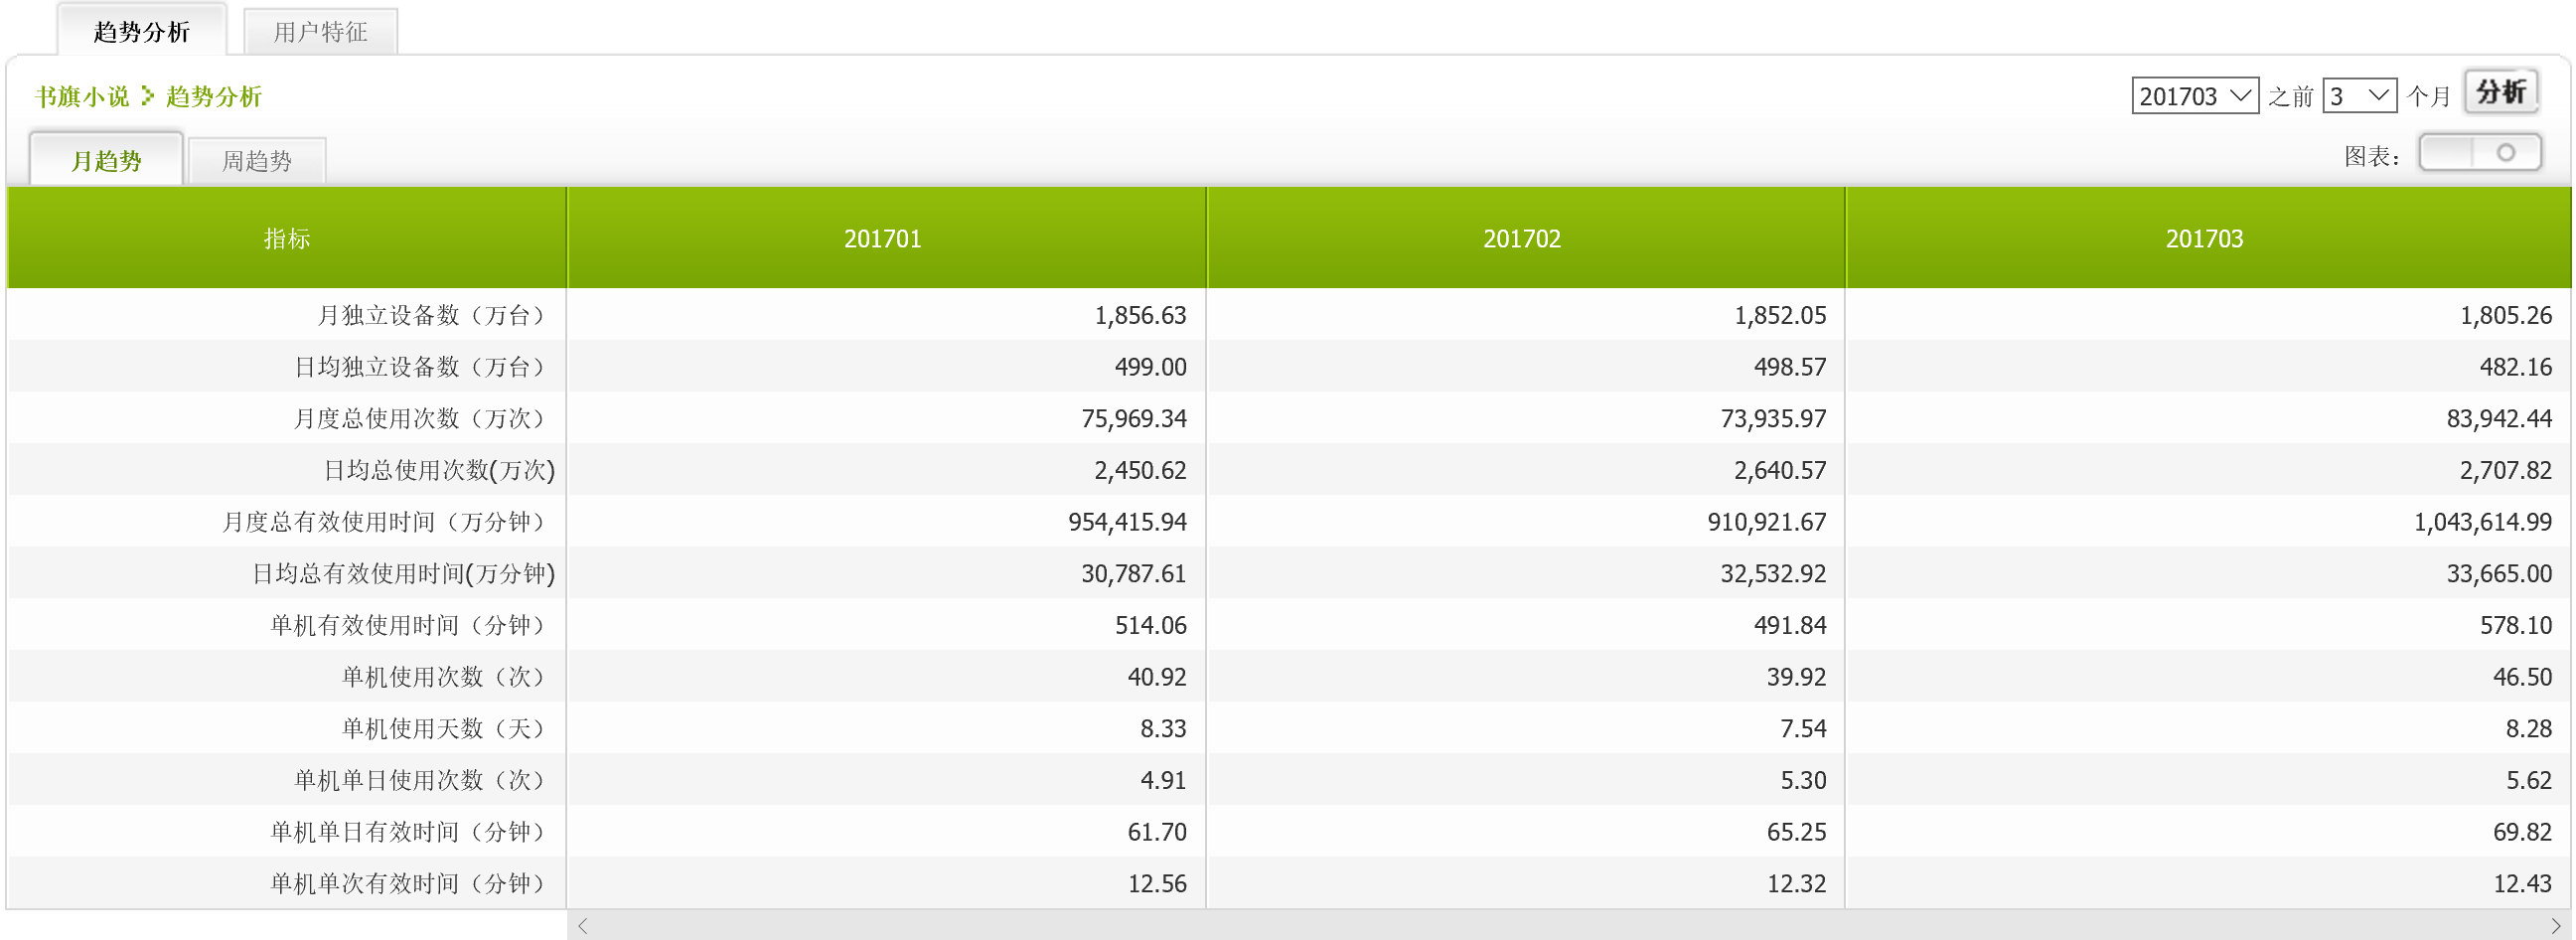 趋势分析 用户特征
书旗小说 趋势分析 201703 之前 3 个月 分析
月趋势 周趋势 图表：
指标 201701 201702 201703
月独立设备数（万台） 1,856.63 1,852.05 1,805.26
日均独立设备数（万台） 499.00 498.57 482.16
月度总使用次数（万次） 75,969.34 73,935.97 83,942.44
日均总使用次数(万次) 2,450.62 2,640.57 2,707.82
月度总有效使用时间（万分钟） 954,415.94 910,921.67 1,043,614.99
日均总有效使用时间(万分钟) 30,787.61 32,532.92 33,665.00
单机有效使用时间（分钟） 514.06 491.84 578.10
单机使用次数（次） 40.92 39.92 46.50
单机使用天数（天） 8.33 7.54 8.28
单机单日使用次数（次） 4.91 5.30 5.62
单机单日有效时间（分钟） 61.70 65.25 69.82
单机单次有效时间（分钟） 12.56 12.32 12.43